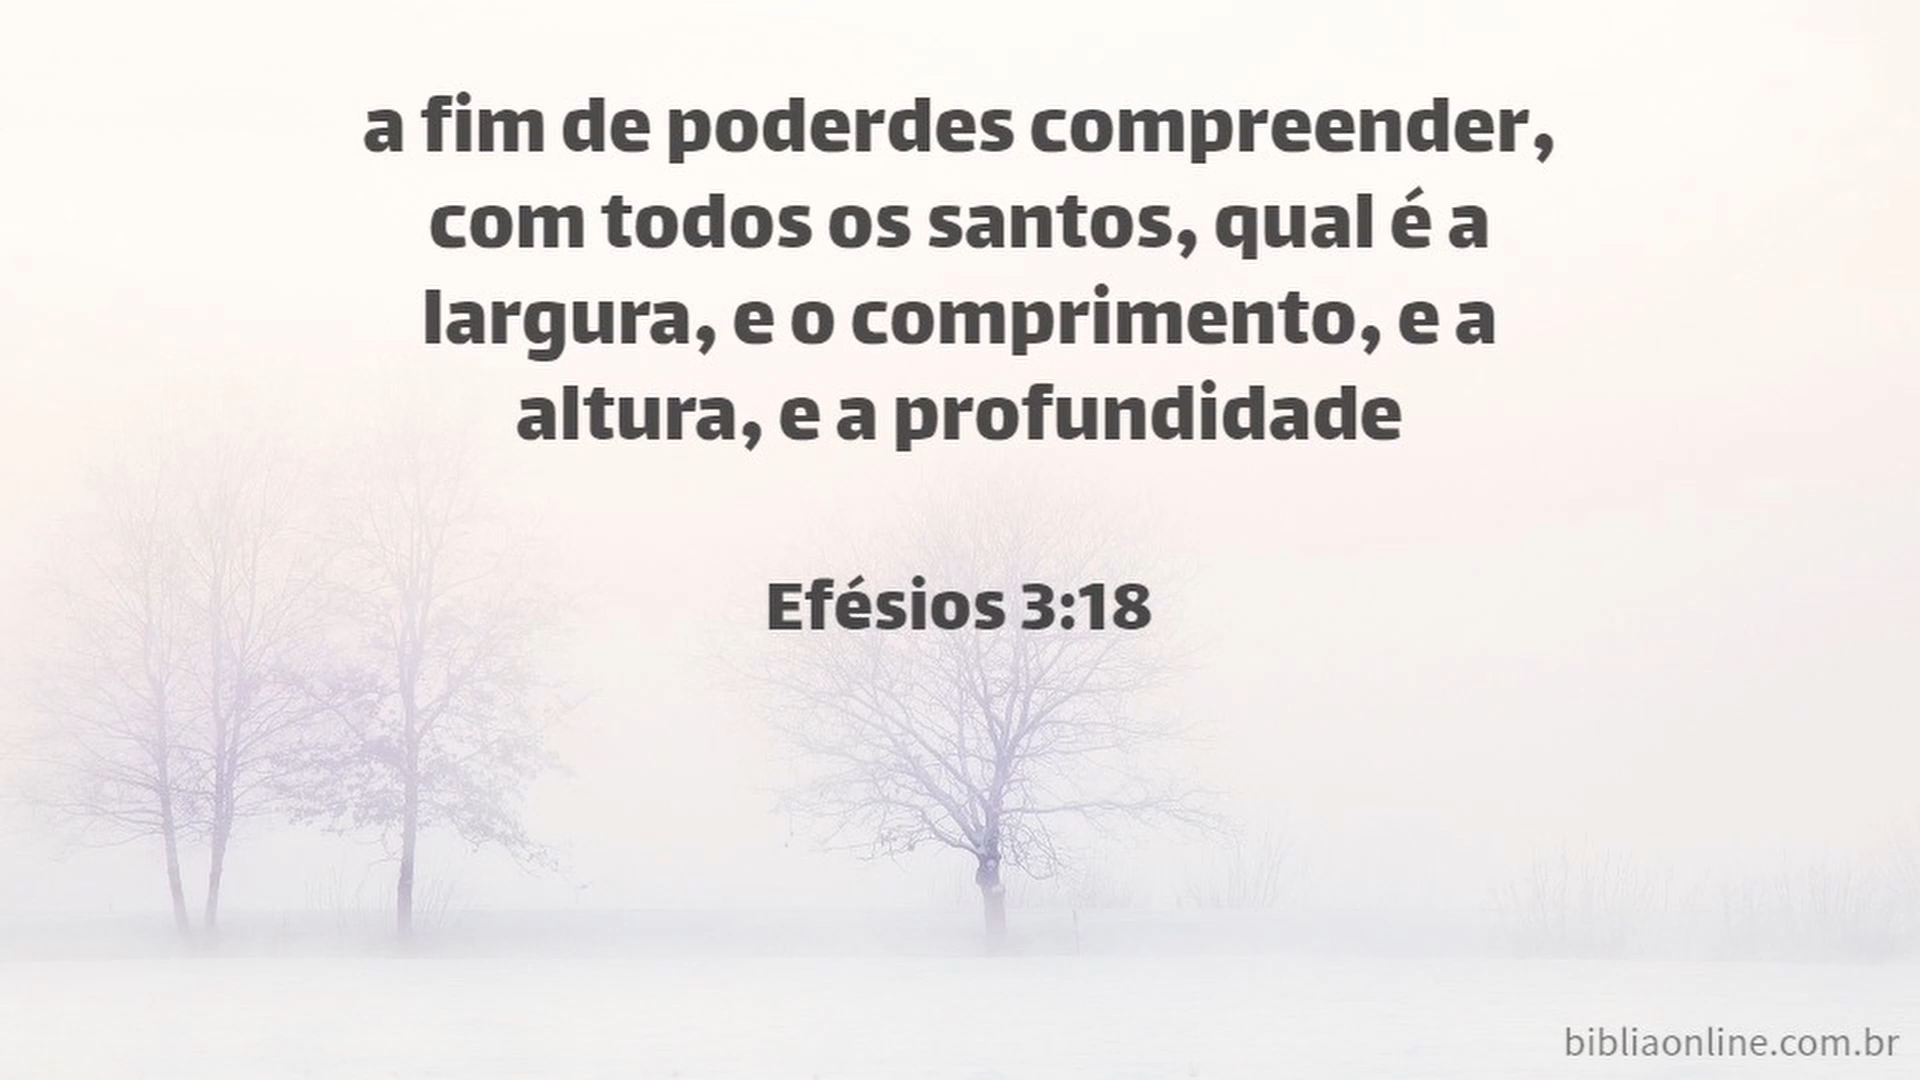 a fim de poderdes compreender,
com todos os santos, qual é a
largura, e o comprimento, e a
altura, e a profundidade
Efésios 3:18
bibliaonline.com.br